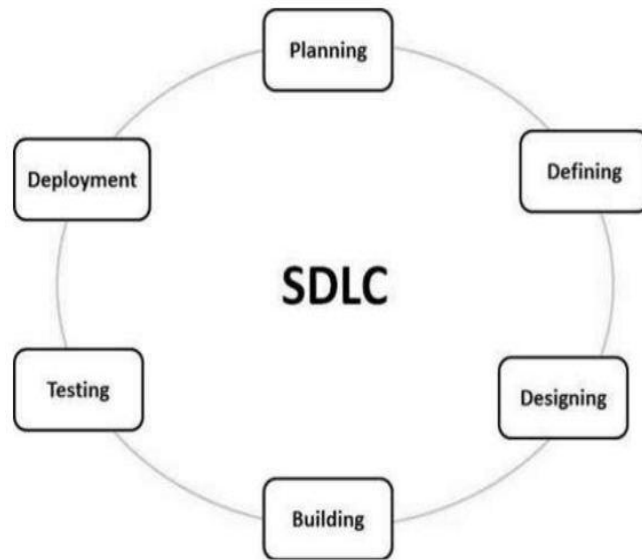 Planning
Defining
Designing
Building
Testing
Deployment
SDLC